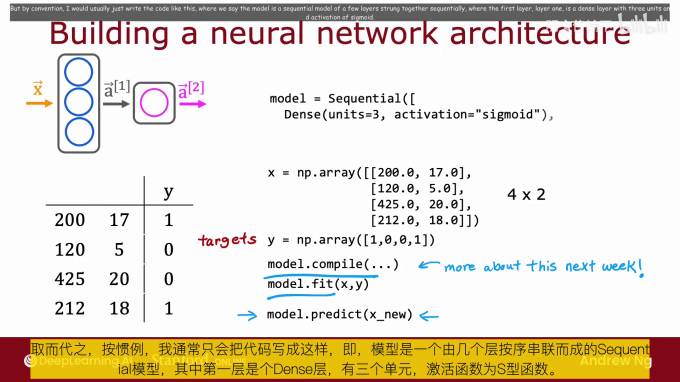 But by convention, I would usually just write the code like this, where we say the model is a sequential model of a few layers strung together sequentially, where the first layer, layer one, is a dense layer with three units an
d activation of sigmoid.
Building a neural network architecture
x⃗
a⃗[1]
a⃗[2]
model = Sequential([
Dense(units=3, activation="sigmoid"),
x = np.array([[200.0, 17.0],
[120.0, 5.0],
[425.0, 20.0],
[212.0, 18.0]])
4 x 2
y
200 17 1
120 5 0
425 20 0
212 18 1
targets y = np.array([1,0,0,1])
model.compile(...) ← more about this next week!
model.fit(x,y)
→ model.predict(x_new) ←
取而代之，按惯例，我通常只会把代码写成这样，即，模型是一个由几个层按序串联而成的Sequent
ial模型，其中第一层是个Dense层，有三个单元，激活函数为S型函数。
DeepLearning.AI
Andrew Ng